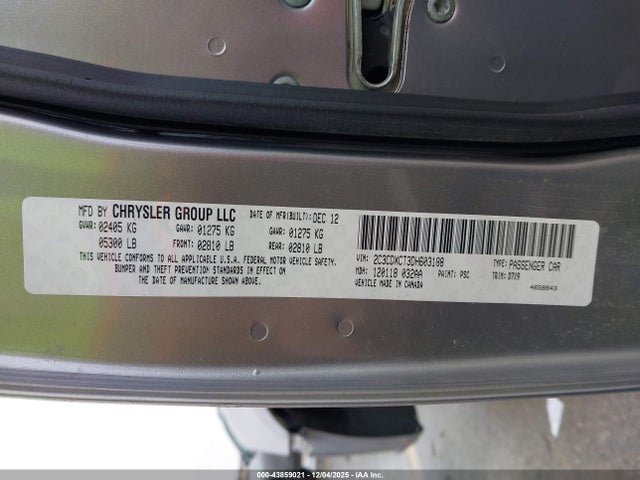 MFD BY CHRYSLER GROUP LLC DATE OF MFR(BUILT): DEC 12
GVWR: 02405 KG GAWR: 01275 KG GAWR: 01275 KG
05300 LB FRONT: 02810 LB REAR: 02810 LB
THIS VEHICLE CONFORMS TO ALL APPLICABLE U.S.A. FEDERAL MOTOR VEHICLE SAFETY,
BUMPER AND THEFT PREVENTION STANDARDS IN EFFECT ON
THE DATE OF MANUFACTURE SHOWN ABOVE.
VIN: 2C3CDXCT3DH603188 TYPE: PASSENGER CAR
MDH: 120118 032AA PAINT: PSC TRIM: D7X9
VEHICLE MADE IN CANADA 4658843
000-43859021 - 12/04/2025 - IAA Inc.